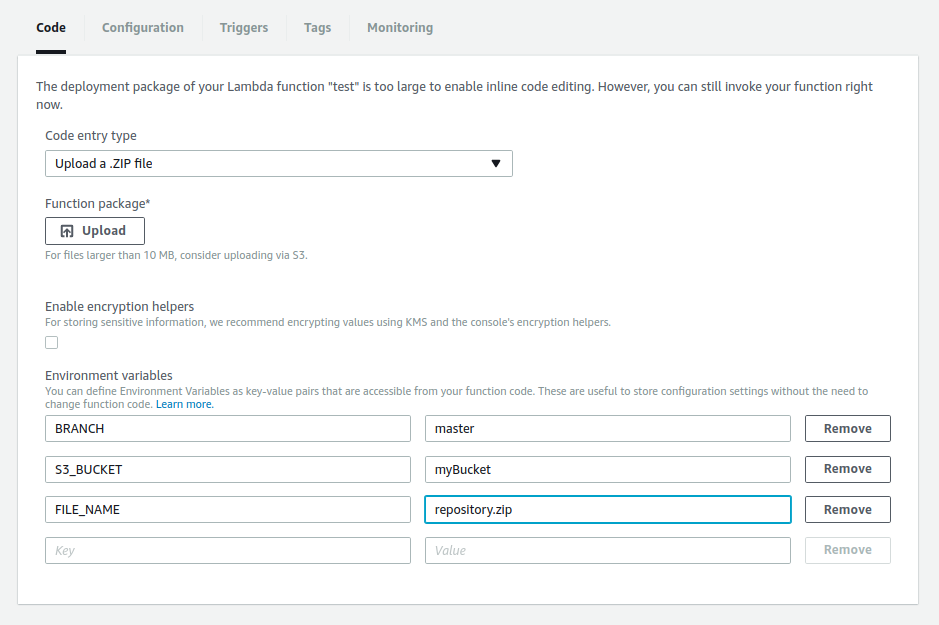 Code Configuration Triggers Tags Monitoring
The deployment package of your Lambda function "test" is too large to enable inline code editing. However, you can still invoke your function right
now.
Code entry type
Upload a .ZIP file
Function package*
Upload
For files larger than 10 MB, consider uploading via S3.
Enable encryption helpers
For storing sensitive information, we recommend encrypting values using KMS and the console's encryption helpers.
Environment variables
You can define Environment Variables as key-value pairs that are accessible from your function code. These are useful to store configuration settings without the need to
change function code. Learn more.
BRANCH master Remove
S3_BUCKET myBucket Remove
FILE_NAME repository.zip Remove
Key Value Remove